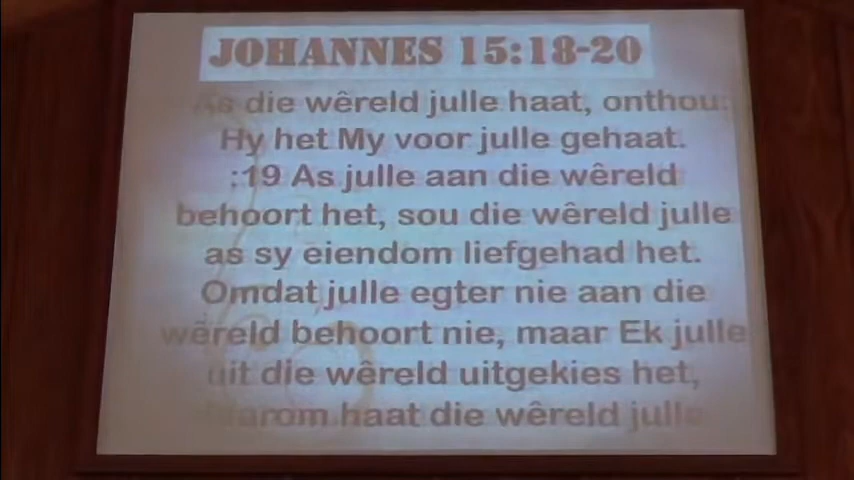 JOHANNES 15:18-20
As die wêreld julle haat, onthou:
Hy het My voor julle gehaat.
:19 As julle aan die wêreld
behoort het, sou die wêreld julle
as sy eiendom liefgehad het.
Omdat julle egter nie aan die
wêreld behoort nie, maar Ek julle
uit die wêreld uitgekies het,
daarom haat die wêreld julle